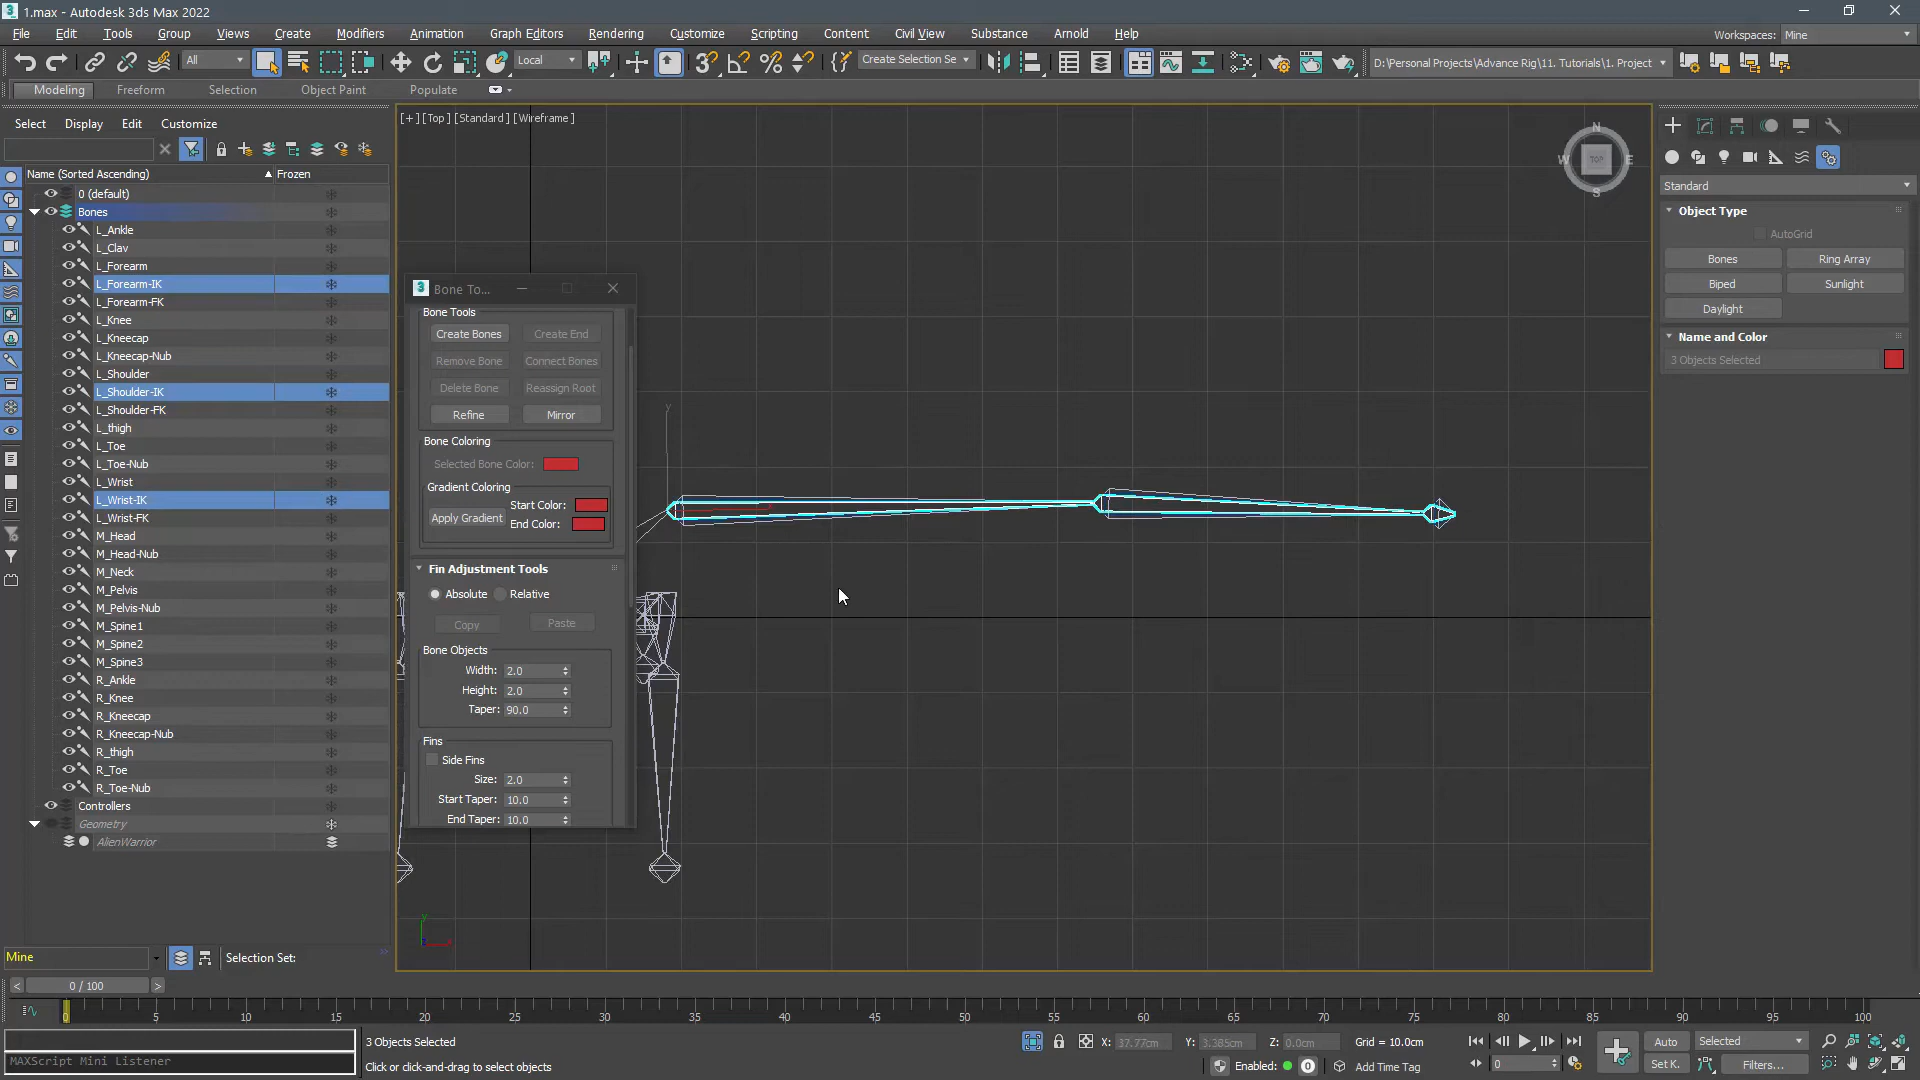 1.max - Autodesk 3ds Max 2022
File Edit Tools Group Views Create Modifiers Animation Graph Editors Rendering Customize Scripting Content Civil View Substance Arnold Help Workspaces: Mine
All Local Create Selection Se D:\Personal Projects\Advance Rig\11. Tutorials\1. Project
Modeling Freeform Selection Object Paint Populate
Select Display Edit Customize
[+] [Top] [Standard] [Wireframe]
Name (Sorted Ascending) Frozen
0 (default)
Bones
L_Ankle
L_Clav
L_Forearm
L_Forearm-IK
L_Forearm-FK
L_Knee
L_Kneecap
L_Kneecap-Nub
L_Shoulder
L_Shoulder-IK
L_Shoulder-FK
L_thigh
L_Toe
L_Toe-Nub
L_Wrist
L_Wrist-IK
L_Wrist-FK
M_Head
M_Head-Nub
M_Neck
M_Pelvis
M_Pelvis-Nub
M_Spine1
M_Spine2
M_Spine3
R_Ankle
R_Knee
R_Kneecap
R_Kneecap-Nub
R_thigh
R_Toe
R_Toe-Nub
Controllers
Geometry
AlienWarrior
Bone To...
Bone Tools
Create Bones Create End
Remove Bone Connect Bones
Delete Bone Reassign Root
Refine Mirror
Bone Coloring
Selected Bone Color:
Gradient Coloring
Start Color:
Apply Gradient
End Color:
Fin Adjustment Tools
Absolute Relative
Copy Paste
Bone Objects
Width: 2.0
Height: 2.0
Taper: 90.0
Fins
Side Fins
Size: 2.0
Start Taper: 10.0
End Taper: 10.0
y
y
N
W TOP E
S
Standard
Object Type
AutoGrid
Bones Ring Array
Biped Sunlight
Daylight
Name and Color
3 Objects Selected
Mine Selection Set:
< 0 / 100 >
0 5 10 15 20 25 30 35 40 45 50 55 60 65 70 75 80 85 90 95 100
3 Objects Selected X: 37.77cm Y: 3.385cm Z: 0.0cm Grid = 10.0cm Auto Selected
MAXScript Mini Listener
Click or click-and-drag to select objects Enabled: 0 Add Time Tag 0 Set K. Filters...